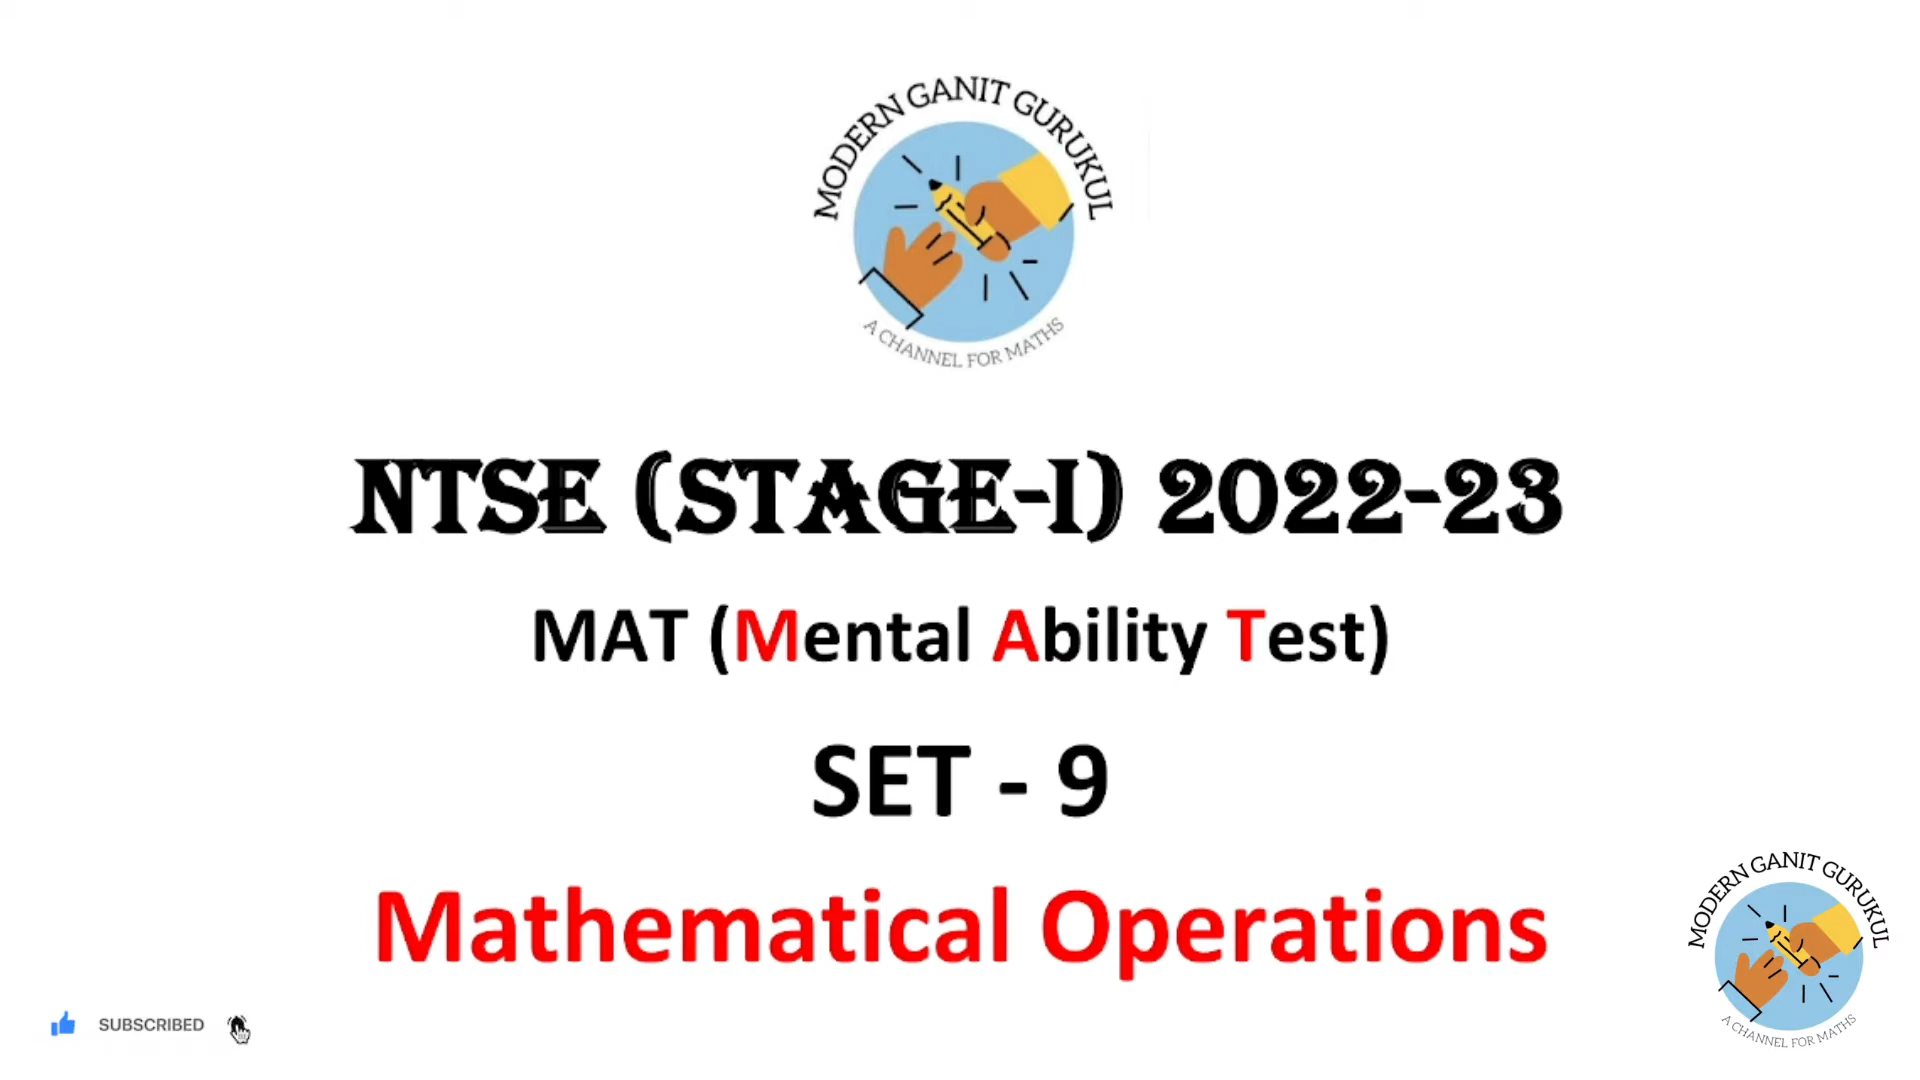 MODERN GANIT GURUKUL
A CHANNEL FOR MATHS
NTSE (STAGE-I) 2022-23
MAT (Mental Ability Test)
SET - 9
Mathematical Operations
MODERN GANIT GURUKUL
A CHANNEL FOR MATHS
SUBSCRIBED